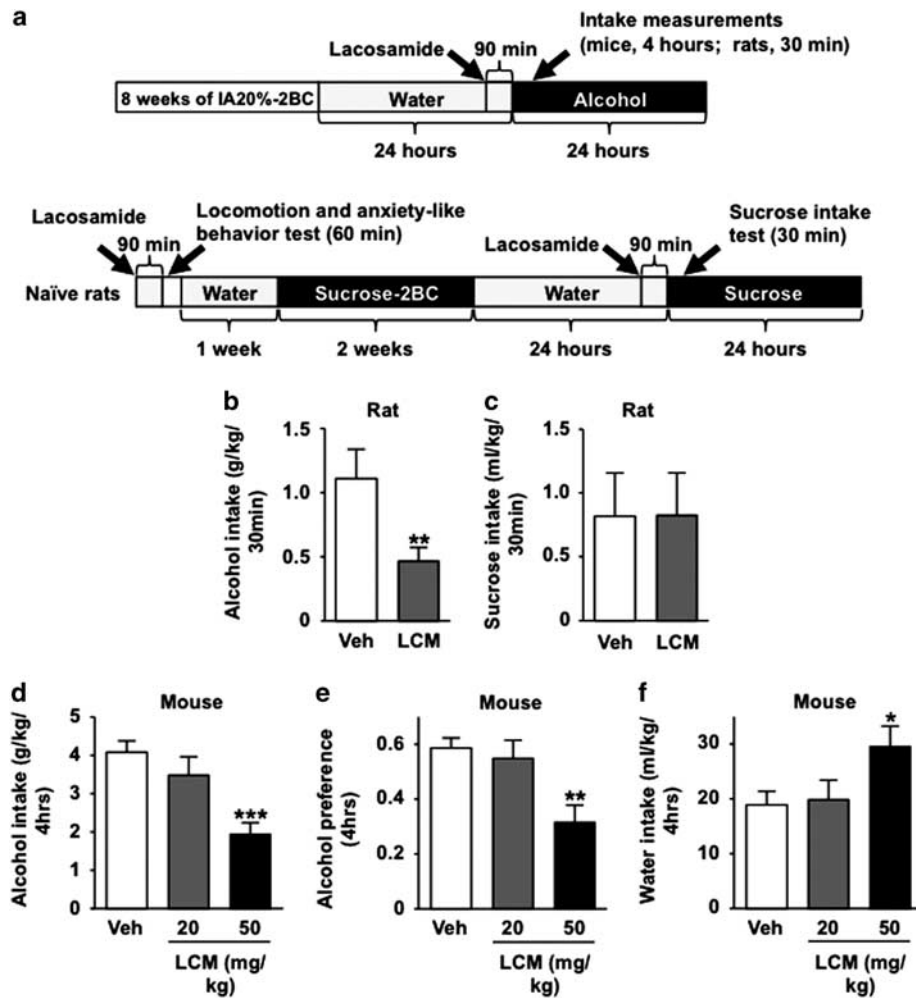 a
Intake measurements
(mice, 4 hours; rats, 30 min)
Lacosamide
90 min
8 weeks of IA20%-2BC
Water
Alcohol
24 hours
24 hours
Lacosamide
Locomotion and anxiety-like
behavior test (60 min)
90 min
Lacosamide
90 min
Sucrose intake
test (30 min)
Naïve rats
Water
Sucrose-2BC
Water
Sucrose
1 week
2 weeks
24 hours
24 hours
b
Rat
Alcohol intake (g/kg/
30min)
1.5
1.0
0.5
0
**
Veh
LCM
c
Rat
Sucrose intake (ml/kg/
30min)
1.5
1.0
0.5
0
Veh
LCM
d
Mouse
Alcohol intake (g/kg/
4hrs)
5
4
3
2
1
0
***
Veh
20
50
LCM (mg/
kg)
e
Mouse
Alcohol preference
(4hrs)
0.6
0.4
0.2
0
**
Veh
20
50
LCM (mg/
kg)
f
Mouse
Water intake (ml/kg/
4hrs)
30
20
10
0
*
Veh
20
50
LCM (mg/
kg)